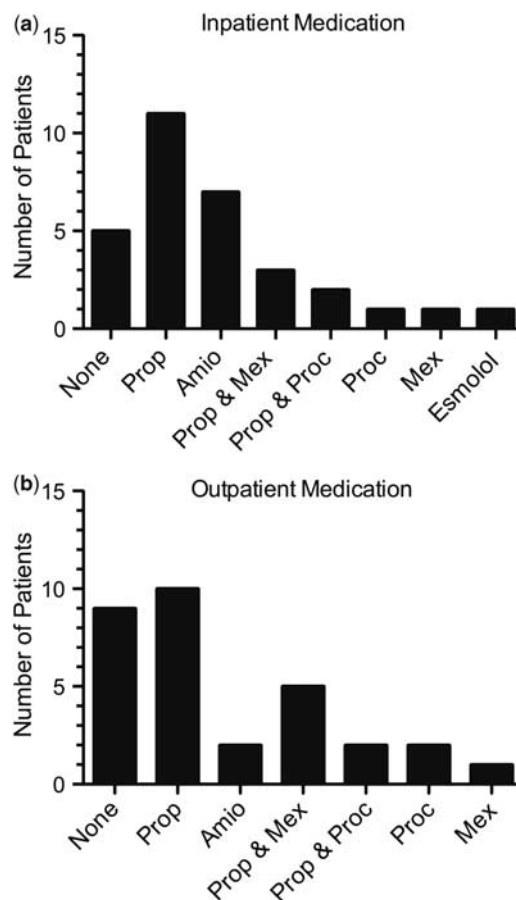 (a) Inpatient Medication
Number of Patients
15
10
5
0
None
Prop
Amio
Prop & Mex
Prop & Proc
Proc
Mex
Esmolol
(b) Outpatient Medication
Number of Patients
15
10
5
0
None
Prop
Amio
Prop & Mex
Prop & Proc
Proc
Mex